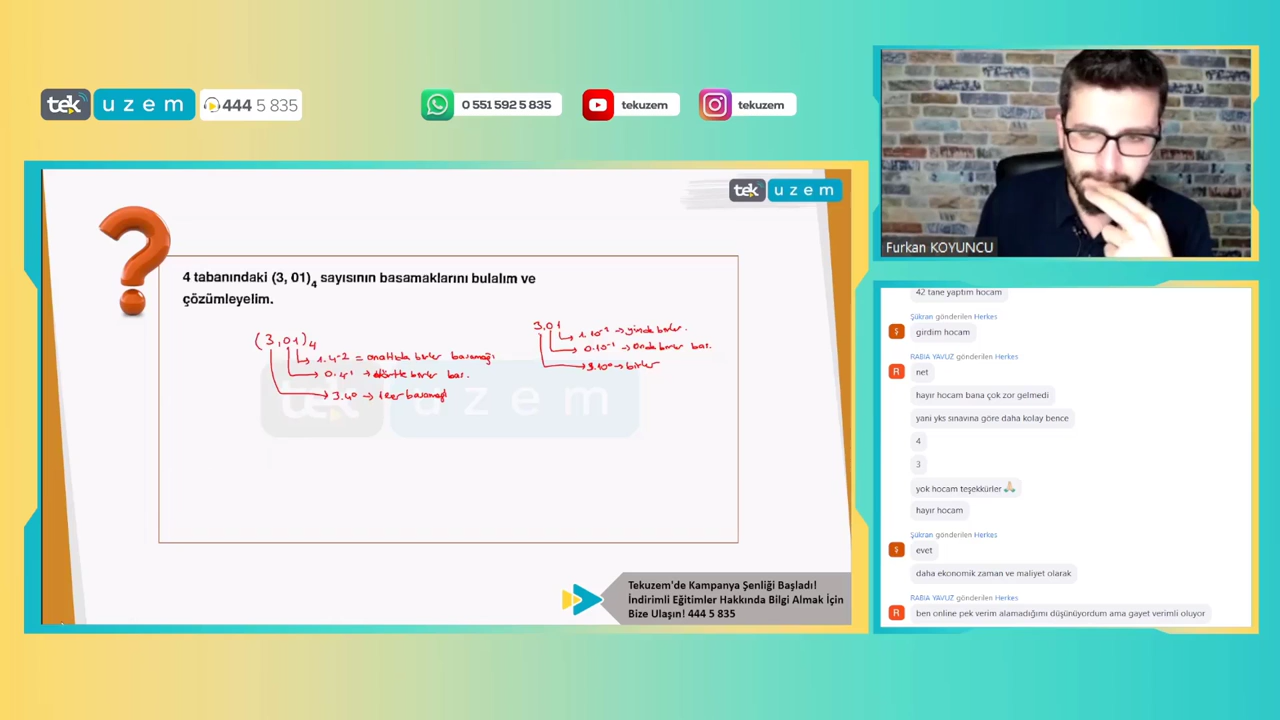 tek uzem 444 5 835
0 551 592 5 835
tekuzem
tekuzem
tek uzem
4 tabanındaki (3, 01)4 sayısının basamaklarını bulalım ve
çözümleyelim.
(3,01)4
1.4-2 = onaltıda birler basamağı
0.4-1 → dörtte birler bas.
3.40 → basamağı
3,01
1.10-2 → yüzde birler.
0.10-1 → onda birler bas.
3.100 → birler
tek uzem
Tekuzem'de Kampanya Şenliği Başladı!
İndirimli Eğitimler Hakkında Bilgi Almak İçin
Bize Ulaşın! 444 5 835
Furkan KOYUNCU
42 tane yaptım hocam
Şükran gönderilen Herkes
Ş girdim hocam
RABIA YAVUZ gönderilen Herkes
R net
hayır hocam bana çok zor gelmedi
yani yks sınavına göre daha kolay bence
4
3
yok hocam teşekkürler 🙏🏻
hayır hocam
Şükran gönderilen Herkes
Ş evet
daha ekonomik zaman ve maliyet olarak
RABIA YAVUZ gönderilen Herkes
R ben online pek verim alamadığımı düşünüyordum ama gayet verimli oluyor